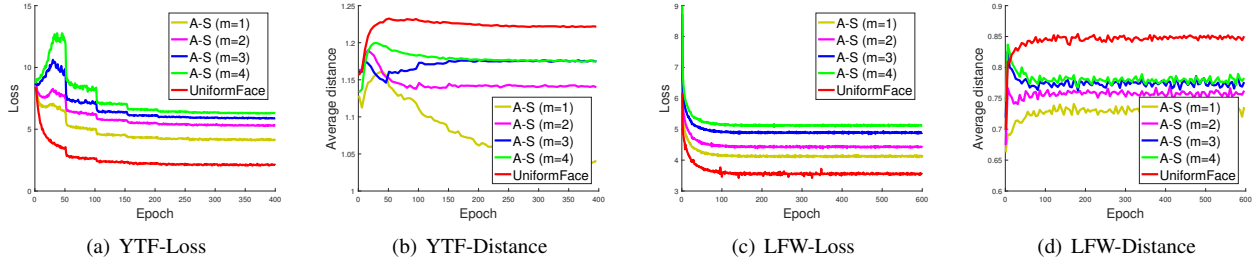 15
10
5
0
Loss
0 50 100 150 200 250 300 350 400
Epoch
A-S (m=1)
A-S (m=2)
A-S (m=3)
A-S (m=4)
UniformFace
(a) YTF-Loss
1.25
1.2
1.15
1.1
1.05
1
Average distance
0 50 100 150 200 250 300 350 400
Epoch
A-S (m=1)
A-S (m=2)
A-S (m=3)
A-S (m=4)
UniformFace
(b) YTF-Distance
9
8
7
6
5
4
3
Loss
0 100 200 300 400 500 600
Epoch
A-S (m=1)
A-S (m=2)
A-S (m=3)
A-S (m=4)
UniformFace
(c) LFW-Loss
0.9
0.85
0.8
0.75
0.7
0.65
0.6
Average distance
0 100 200 300 400 500 600
Epoch
A-S (m=1)
A-S (m=2)
A-S (m=3)
A-S (m=4)
UniformFace
(d) LFW-Distance